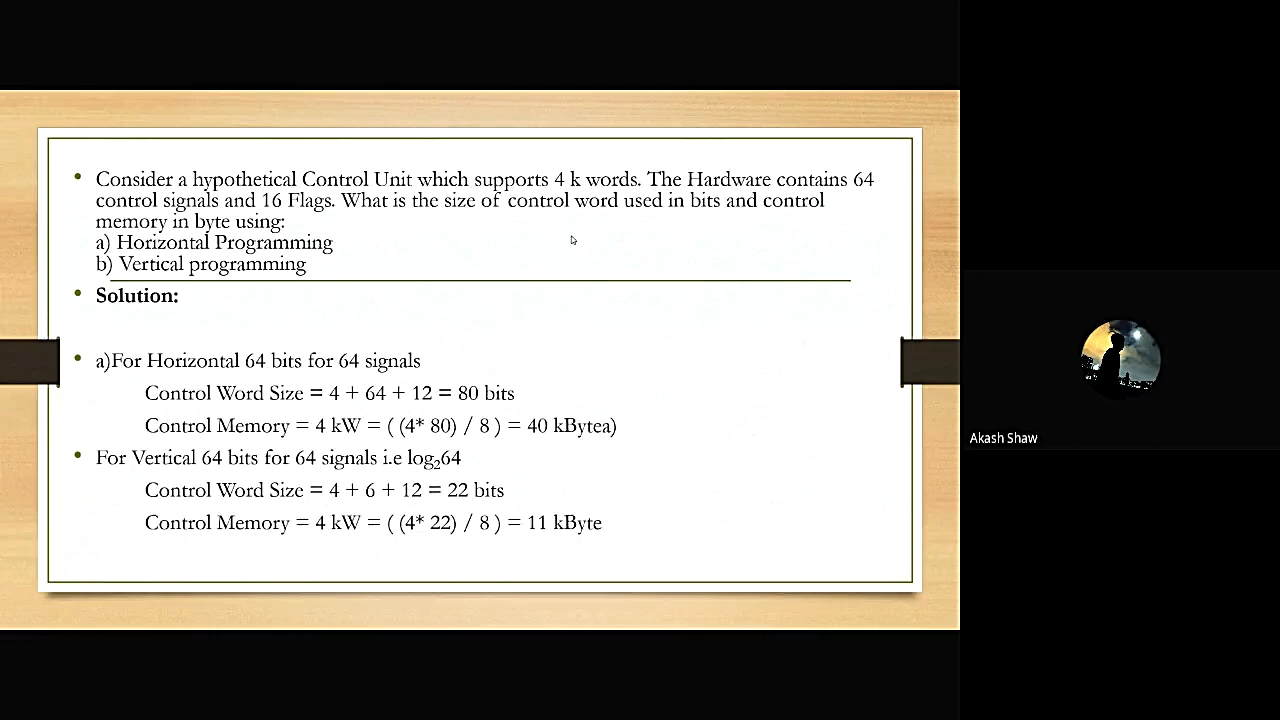 • Consider a hypothetical Control Unit which supports 4 k words. The Hardware contains 64
control signals and 16 Flags. What is the size of control word used in bits and control
memory in byte using:
a) Horizontal Programming
b) Vertical programming
• Solution:
• a)For Horizontal 64 bits for 64 signals
Control Word Size = 4 + 64 + 12 = 80 bits
Control Memory = 4 kW = ( (4* 80) / 8 ) = 40 kBytea)
• For Vertical 64 bits for 64 signals i.e log₂64
Control Word Size = 4 + 6 + 12 = 22 bits
Control Memory = 4 kW = ( (4* 22) / 8 ) = 11 kByte
Akash Shaw